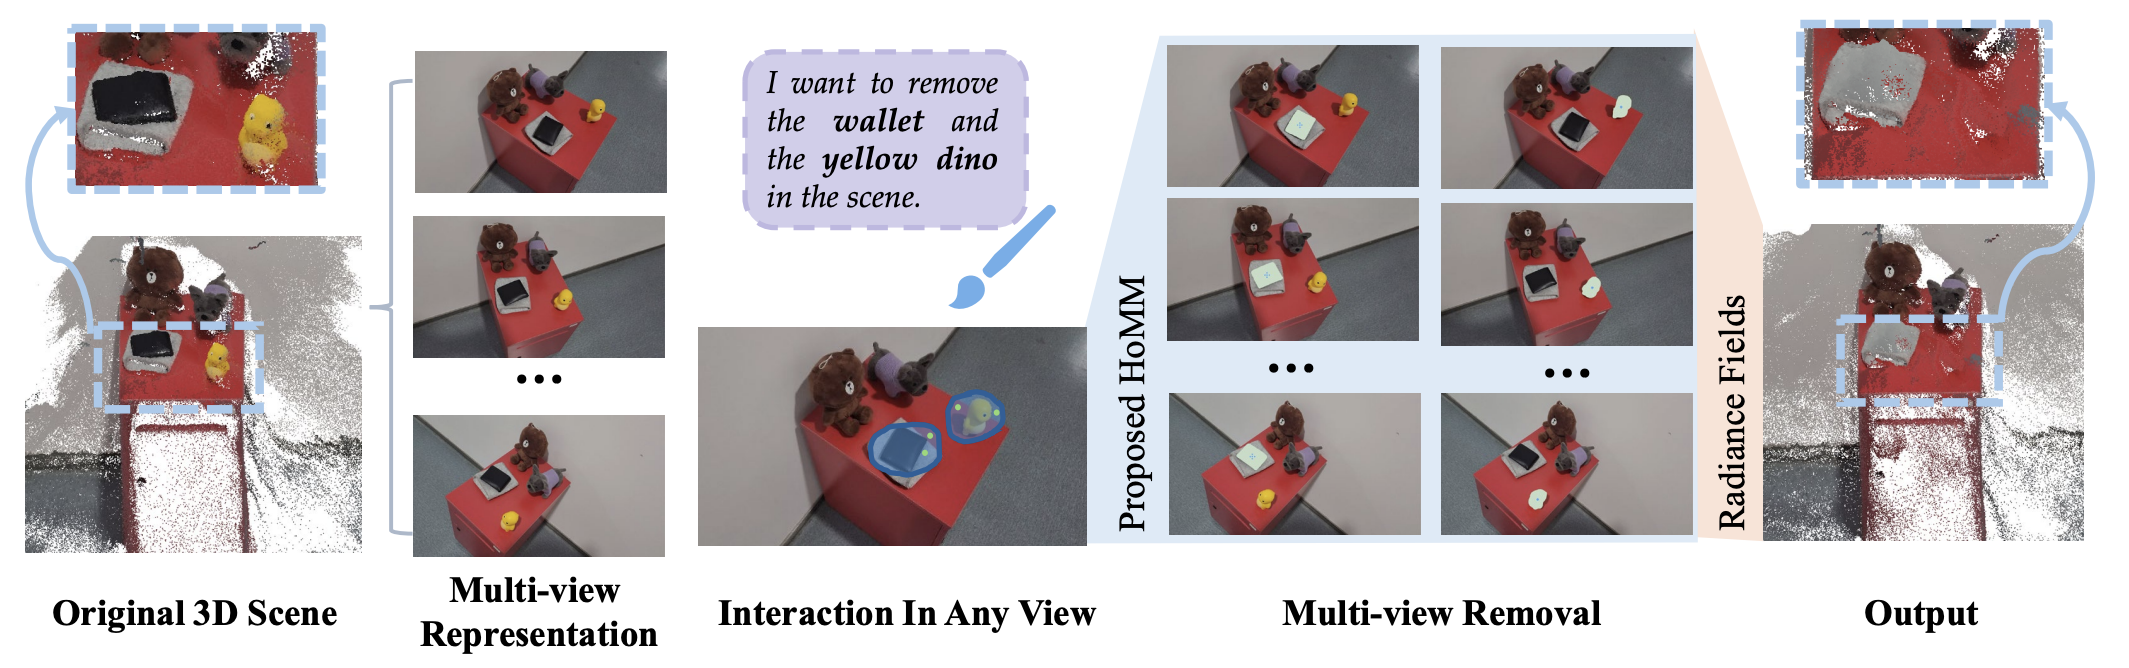 I want to remove
the wallet and
the yellow dino
in the scene.
Proposed HoMM
Radiance Fields
Original 3D Scene
Multi-view
Representation
Interaction In Any View
Multi-view Removal
Output